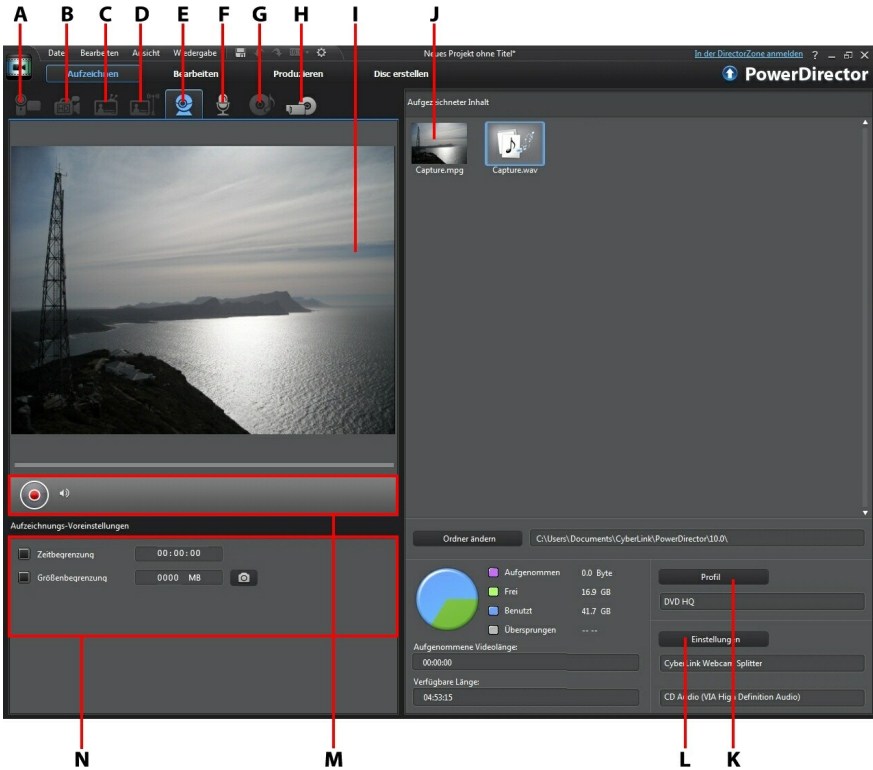 A B C D E F G H I J
Datei Bearbeiten Ansicht Wiedergabe Neues Projekt ohne Titel* In der DirectorZone anmelden ?
Aufzeichnen Bearbeiten Produzieren Disc erstellen PowerDirector
Aufgezeichneter Inhalt
Capture.mpg Capture.wav
Aufzeichnungs-Voreinstellungen
Ordner ändern C:\Users\Documents\CyberLink\PowerDirector\10.0\
Zeitbegrenzung 00:00:00
Größenbegrenzung 0000 MB
Aufgenommen 0.0 Byte
Frei 16.9 GB
Benutzt 41.7 GB
Übersprungen -- --
Profil
DVD HQ
Aufgenommene Videolänge:
00:00:00
Verfügbare Länge:
04:53:15
Einstellungen
CyberLink Webcam Splitter
CD Audio (VIA High Definition Audio)
N M L K